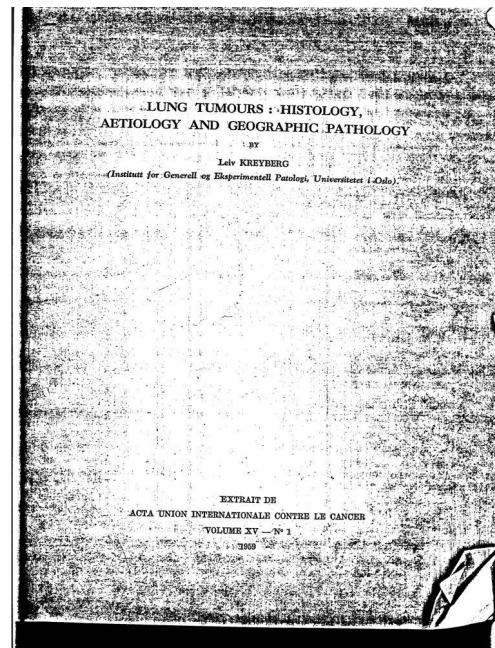 LUNG TUMOURS : HISTOLOGY,
AETIOLOGY AND GEOGRAPHIC PATHOLOGY
BY
Leiv KREYBERG
(Institutt for Generell og Eksperimentell Patologi, Universitetet i Oslo).
EXTRAIT DE
ACTA UNION INTERNATIONALE CONTRE LE CANCER
VOLUME XV — N° 1
1959